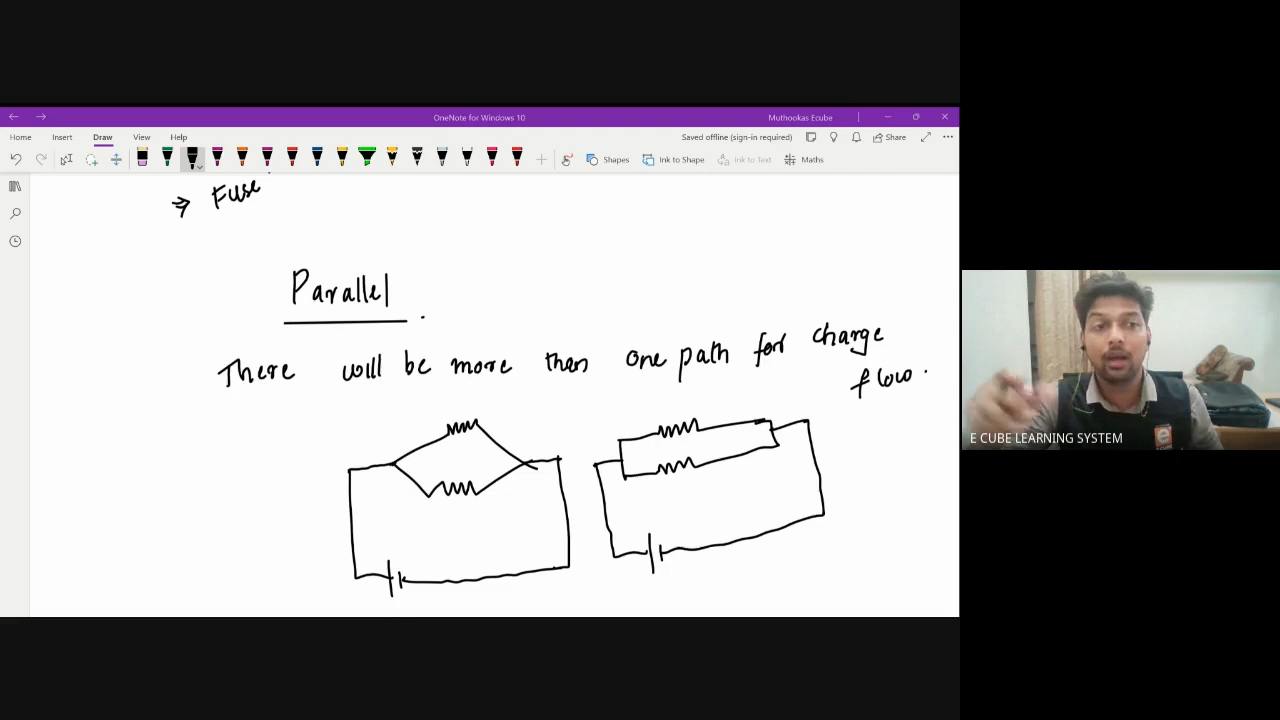 OneNote for Windows 10
Muthookas Ecube
Home Insert Draw View Help
Saved offline (sign-in required) Share
Shapes Ink to Shape Ink to Text Maths
⇒ Fuse
Parallel.
There will be more than one path for charge
flow.
E CUBE LEARNING SYSTEM